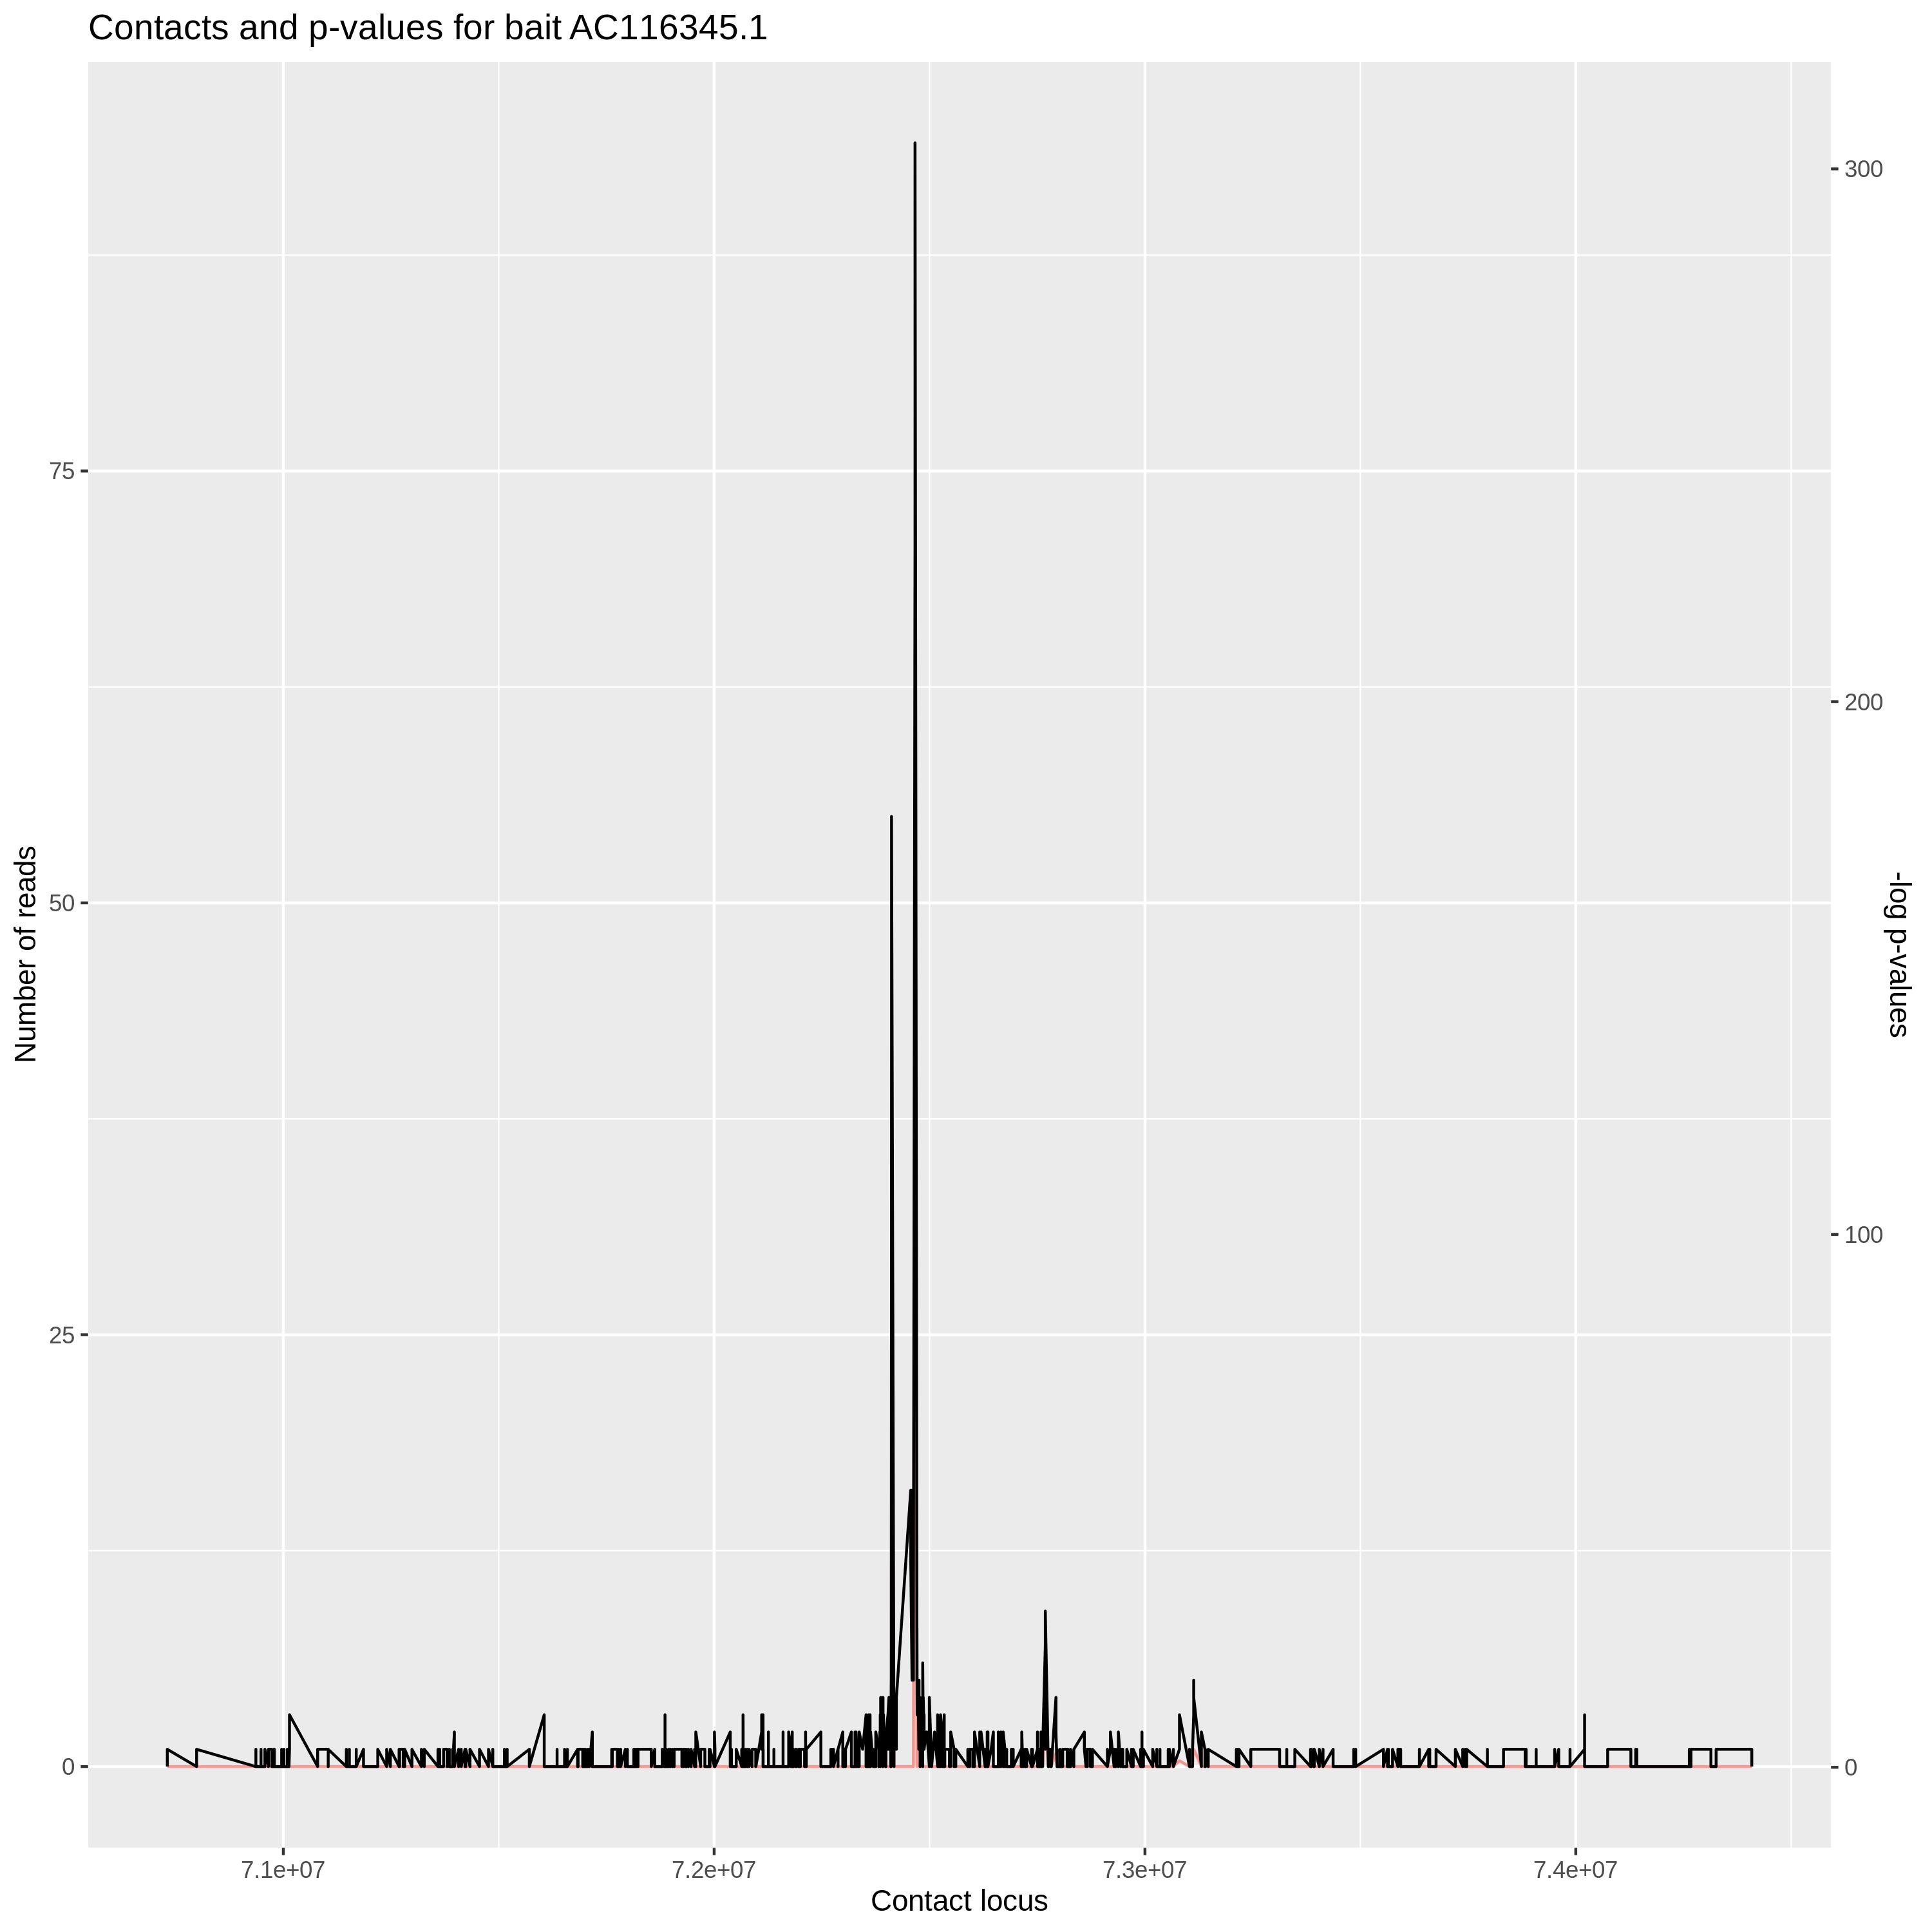 Contacts and p-values for bait AC116345.1
Number of reads
75
50
25
0
300
200
100
0
-log p-values
7.1e+07
7.2e+07
7.3e+07
7.4e+07
Contact locus